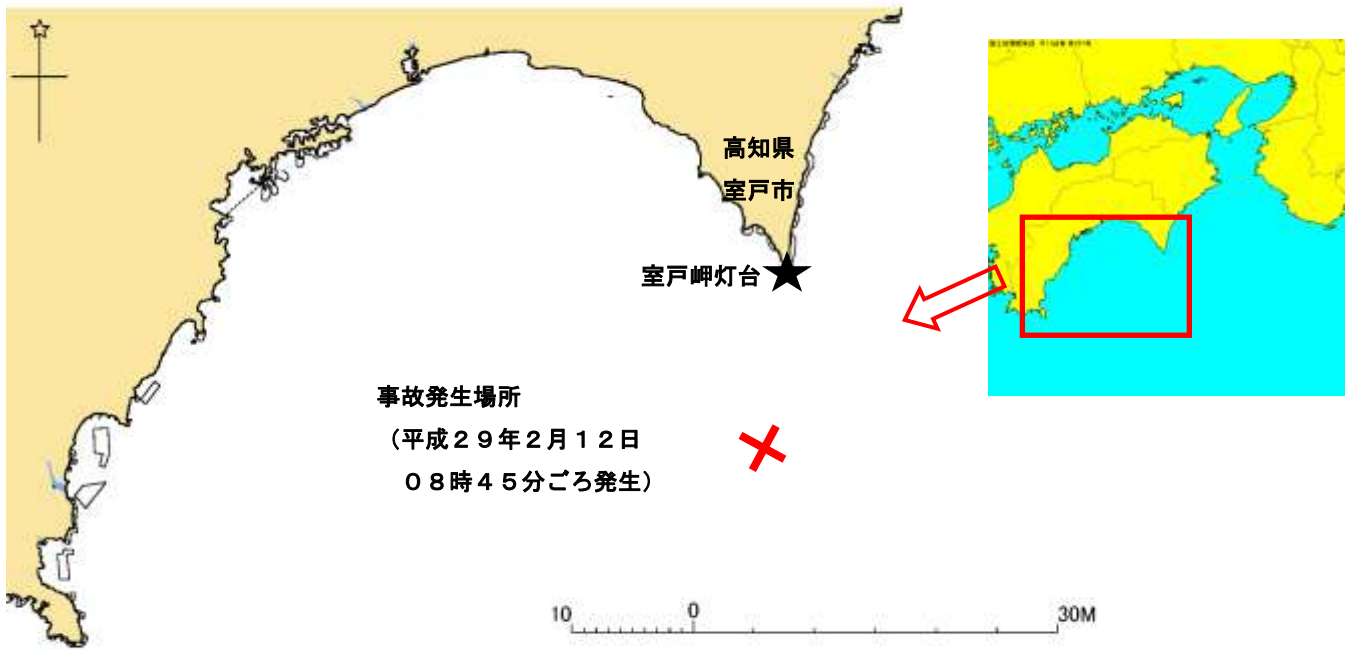 高知県
室戸市
室戸岬灯台
事故発生場所
（平成２９年２月１２日
０８時４５分ごろ発生）
10 0 30M